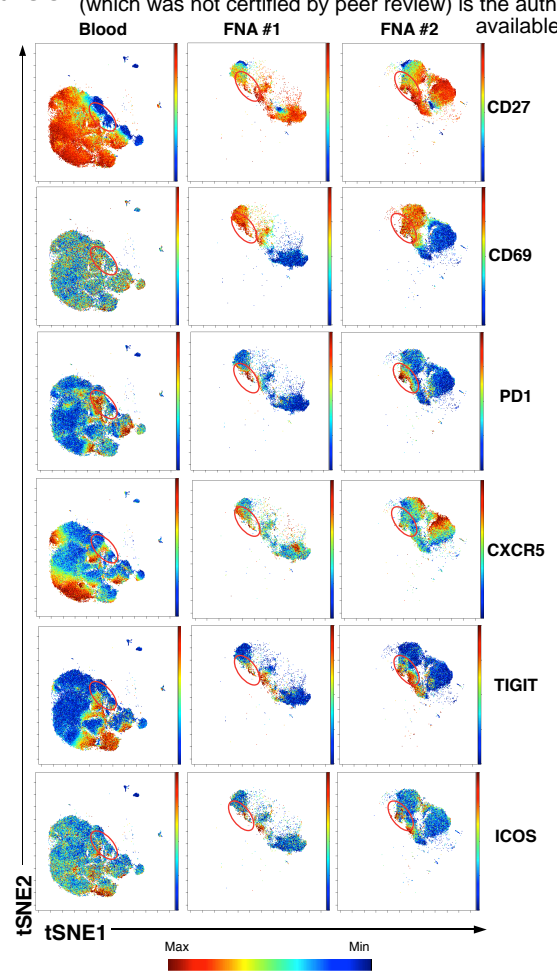 (which was not certified by peer review) is the auth
available
Blood FNA #1 FNA #2
CD27
CD69
PD1
CXCR5
TIGIT
ICOS
tSNE2
tSNE1
Max Min